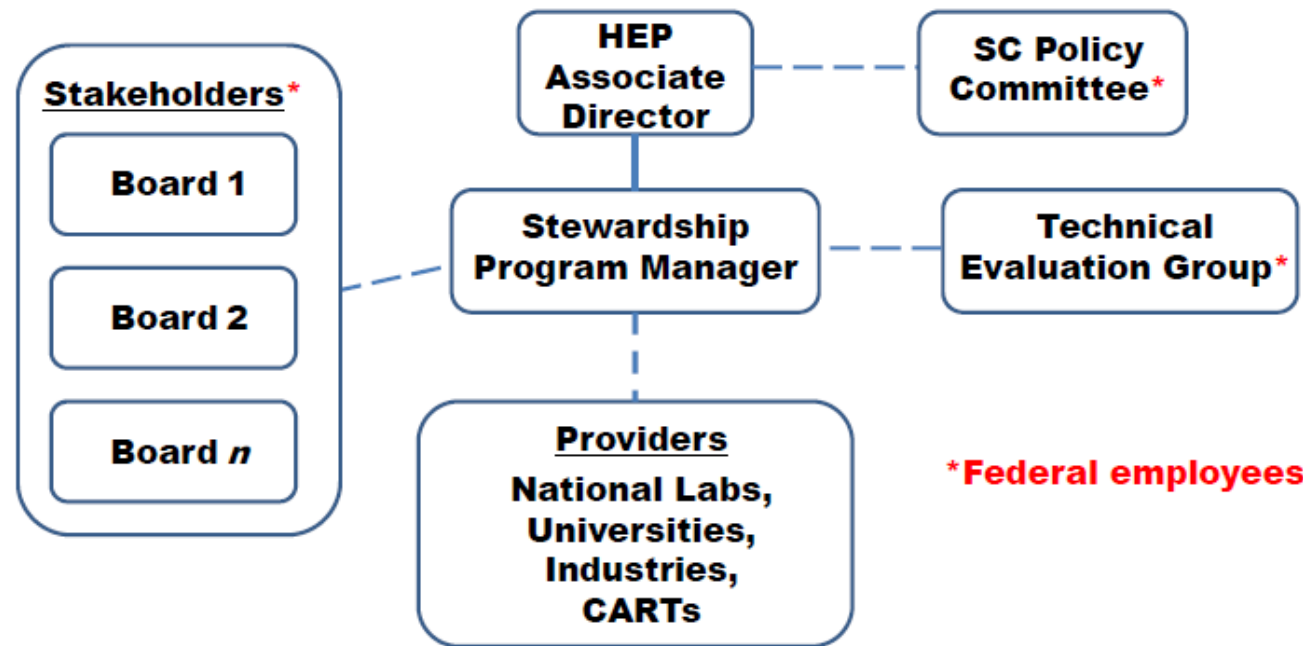 Stakeholders*
Board 1
Board 2
Board n
HEP
Associate
Director
SC Policy
Committee*
Stewardship
Program Manager
Technical
Evaluation Group*
Providers
National Labs,
Universities,
Industries,
CARTs
*Federal employees